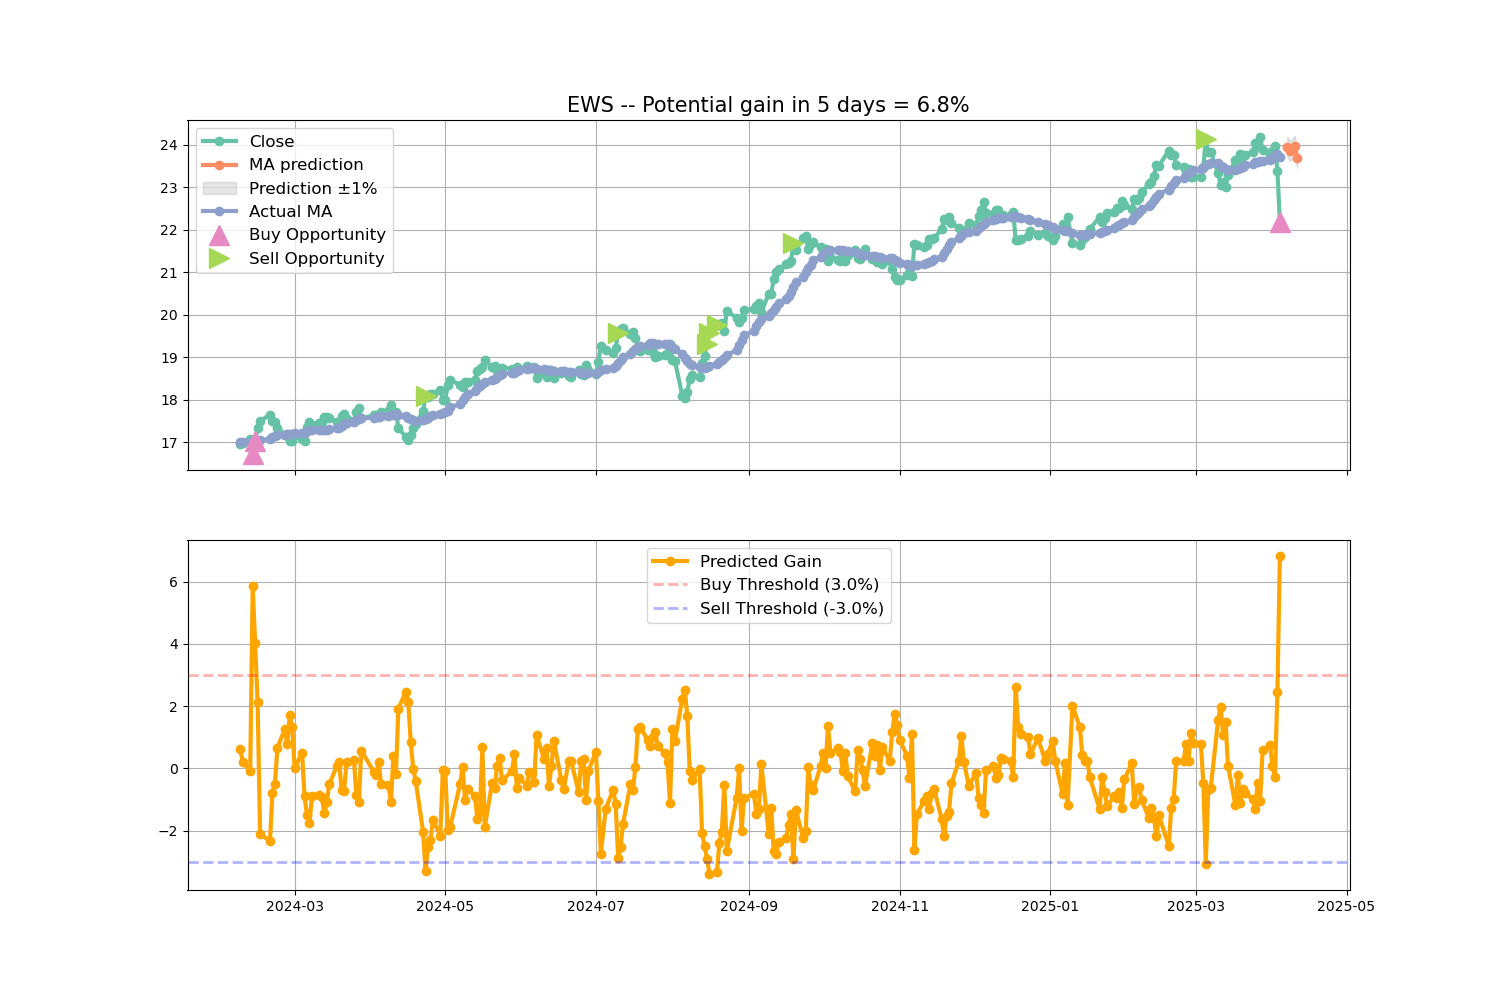 EWS -- Potential gain in 5 days = 6.8%
24
23
22
21
20
19
18
17
Close
MA prediction
Prediction ±1%
Actual MA
Buy Opportunity
Sell Opportunity
6
4
2
0
−2
Predicted Gain
Buy Threshold (3.0%)
Sell Threshold (-3.0%)
2024-03 2024-05 2024-07 2024-09 2024-11 2025-01 2025-03 2025-05